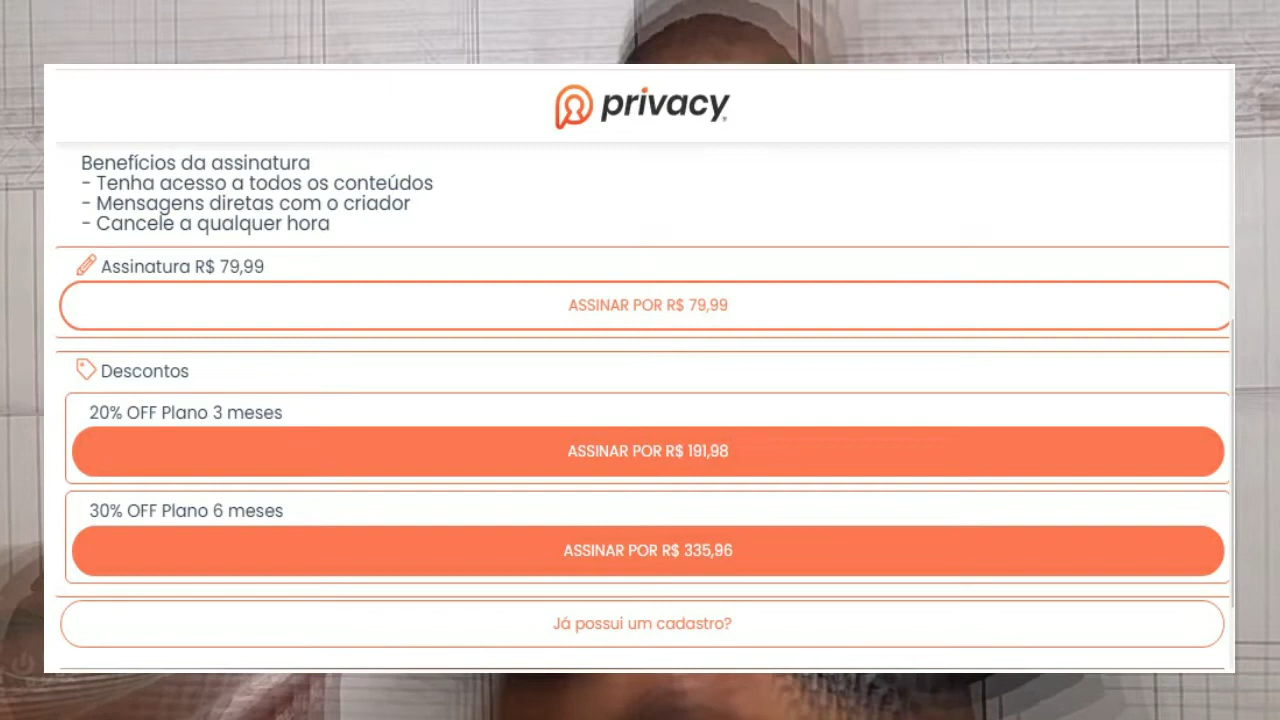 privacy
Benefícios da assinatura
- Tenha acesso a todos os conteúdos
- Mensagens diretas com o criador
- Cancele a qualquer hora
Assinatura R$ 79,99
ASSINAR POR R$ 79,99
Descontos
20% OFF Plano 3 meses
ASSINAR POR R$ 191,98
30% OFF Plano 6 meses
ASSINAR POR R$ 335,96
Já possui um cadastro?